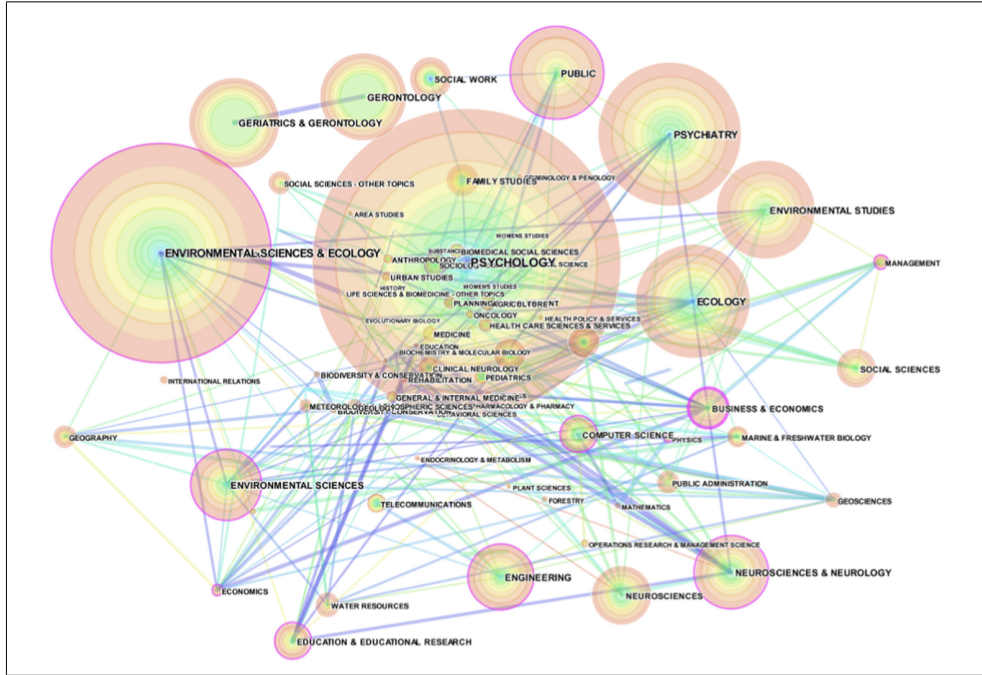 SOCIAL WORK
PUBLIC
GERONTOLOGY
GERIATRICS & GERONTOLOGY
PSYCHIATRY
SOCIAL SCIENCES - OTHER TOPICS
FAMILY STUDIES
CRIMINOLOGY & PENOLOGY
AREA STUDIES
ENVIRONMENTAL STUDIES
WOMENS STUDIES
ENVIRONMENTAL SCIENCES & ECOLOGY
BIOMEDICAL SOCIAL SCIENCES
ANTHROPOLOGY
PSYCHOLOGY
SCIENCE
MANAGEMENT
URBAN STUDIES
HISTORY
WOMEN'S STUDIES
LIFE SCIENCES & BIOMEDICINE - OTHER TOPICS
PLANNING
ECOLOGY
ONCOLOGY
EVOLUTIONARY BIOLOGY
HEALTH POLICY & SERVICES
HEALTH CARE SCIENCES & SERVICES
MEDICINE
EDUCATION
BIOCHEMISTRY & MOLECULAR BIOLOGY
CLINICAL NEUROLOGY
SOCIAL SCIENCES
BIODIVERSITY & CONSERVATION
REHABILITATION
PEDIATRICS
INTERNATIONAL RELATIONS
GENERAL & INTERNAL MEDICINE
PHARMACOLOGY & PHARMACY
BUSINESS & ECONOMICS
BEHAVIORAL SCIENCES
GEOGRAPHY
COMPUTER SCIENCE
PHYSICS
MARINE & FRESHWATER BIOLOGY
ENDOCRINOLOGY & METABOLISM
ENVIRONMENTAL SCIENCES
PUBLIC ADMINISTRATION
PLANT SCIENCES
FORESTRY
GEOSCIENCES
TELECOMMUNICATIONS
MATHEMATICS
OPERATIONS RESEARCH & MANAGEMENT SCIENCE
ENGINEERING
NEUROSCIENCES & NEUROLOGY
ECONOMICS
NEUROSCIENCES
WATER RESOURCES
EDUCATION & EDUCATIONAL RESEARCH